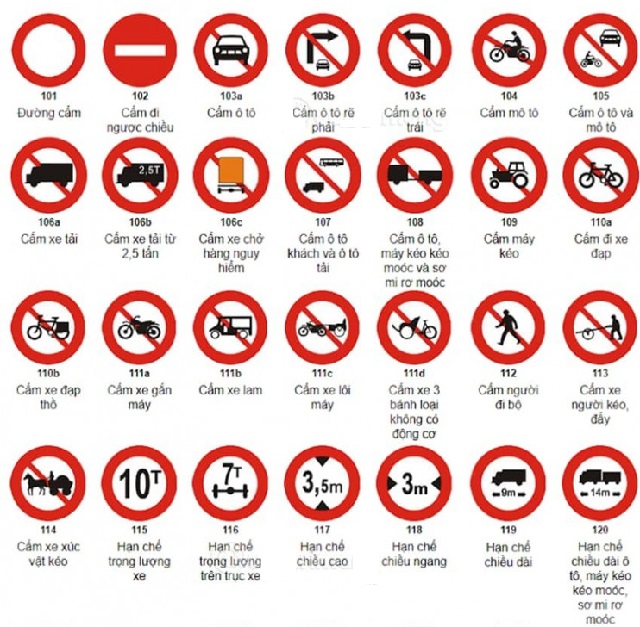 101
Đường cấm
102
Cấm đi
ngược chiều
103a
Cấm ô tô
103b
Cấm ô tô rẽ
phải
103c
Cấm ô tô rẽ
trái
104
Cấm mô tô
105
Cấm ô tô và
mô tô
106a
Cấm xe tải
2,5T
106b
Cấm xe tải từ
2,5 tấn
106c
Cấm xe chở
hàng nguy
hiểm
107
Cấm ô tô
khách và ô tô
tải
108
Cấm ô tô,
máy kéo kéo
moóc và sơ
mi rơ moóc
109
Cấm máy
kéo
110a
Cấm đi xe
đạp
110b
Cấm xe đạp
thồ
111a
Cấm xe gắn
máy
111b
Cấm xe lam
111c
Cấm xe lôi
máy
111d
Cấm xe 3
bánh loại
không có
động cơ
112
Cấm người
đi bộ
113
Cấm xe
người kéo,
đẩy
114
Cấm xe xúc
vật kéo
10T
115
Hạn chế
trọng lượng
xe
7T
116
Hạn chế
trọng lượng
trên trục xe
3,5m
117
Hạn chế
chiều cao
3m
118
Hạn chế
chiều ngang
9m
119
Hạn chế
chiều dài
14m
120
Hạn chế
chiều dài ô
tô, máy kéo
kéo moóc,
sơ mi rơ
moóc